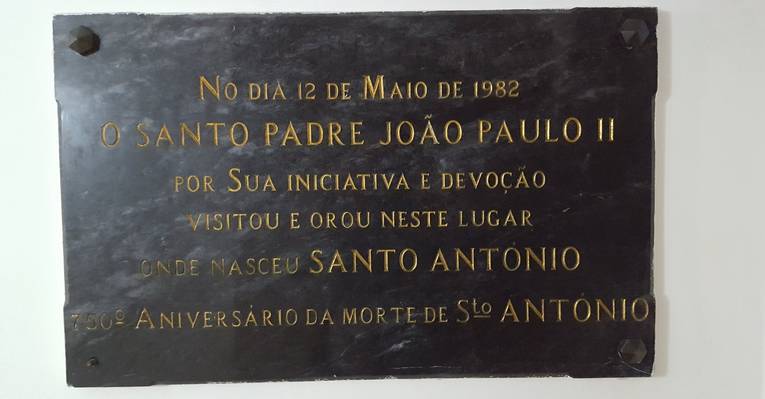 No dia 12 de Maio de 1982
O SANTO PADRE JOÃO PAULO II
por Sua iniciativa e devoção
visitou e orou neste lugar
onde nasceu SANTO ANTÓNIO
750º Aniversário da morte de Sto ANTÓNIO